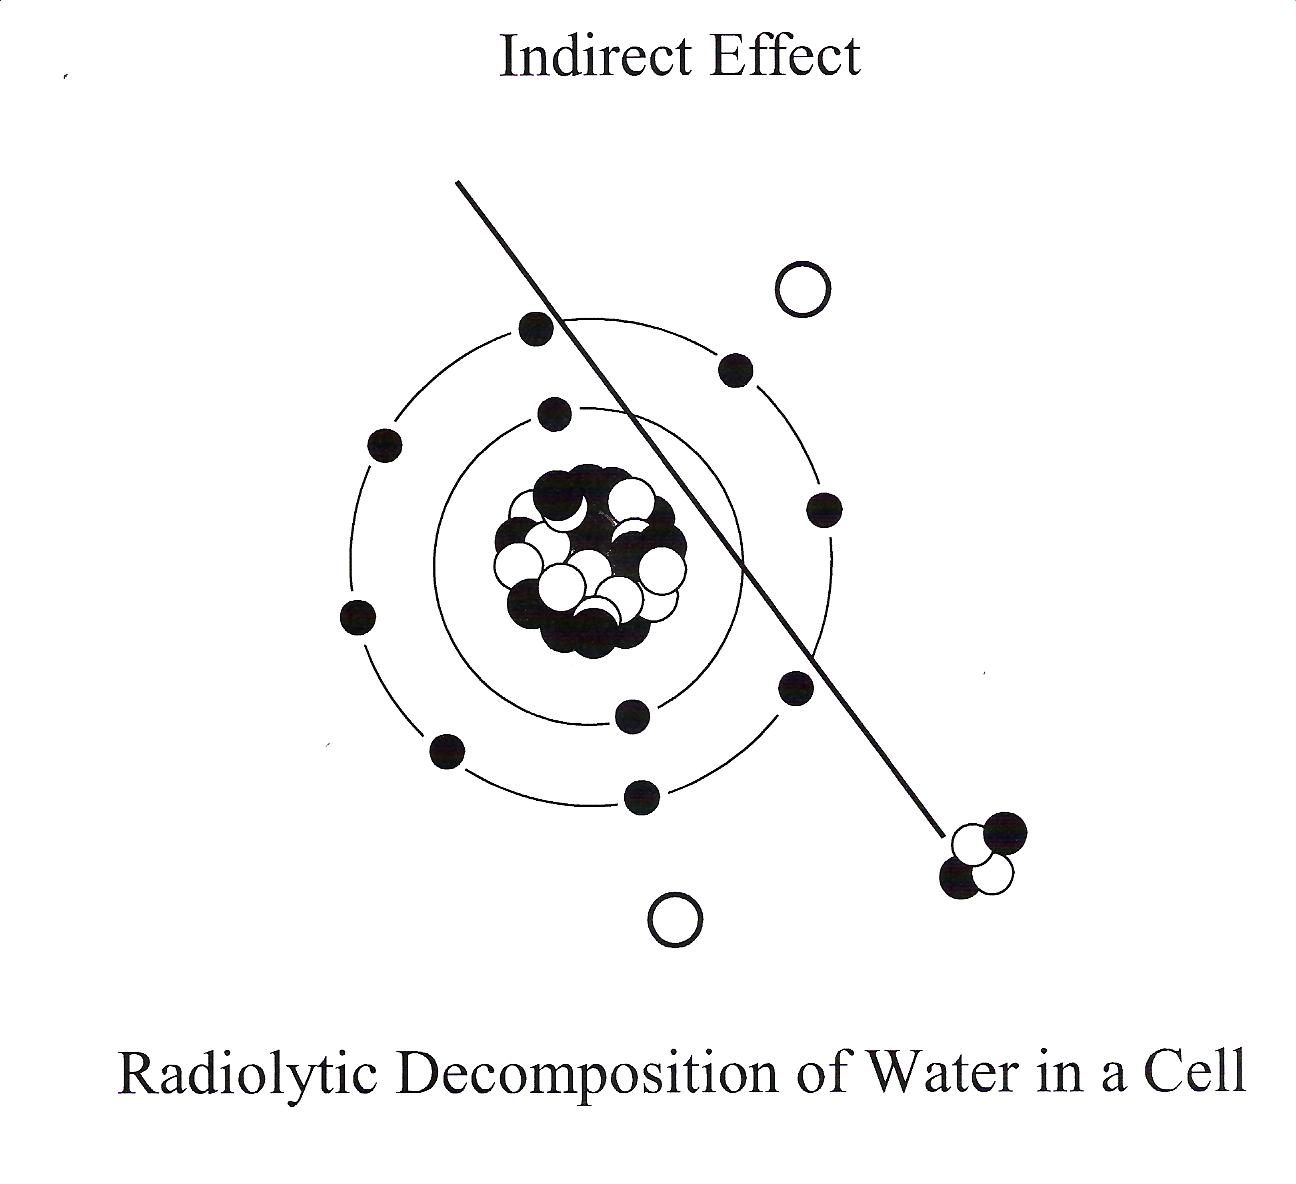 Indirect Effect
Radiolytic Decomposition of Water in a Cell